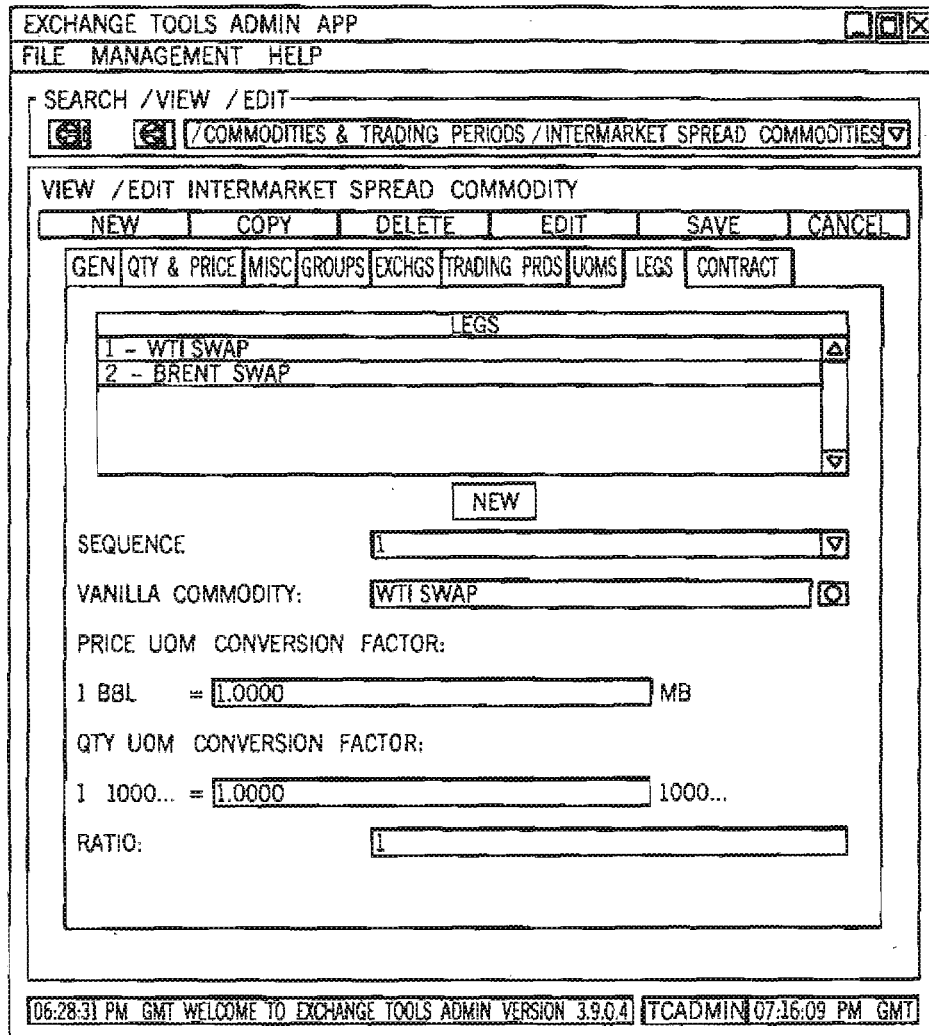 EXCHANGE TOOLS ADMIN APP
FILE MANAGEMENT HELP
SEARCH /VIEW /EDIT
/COMMODITIES & TRADING PERIODS /INTERMARKET SPREAD COMMODITIES
VIEW /EDIT INTERMARKET SPREAD COMMODITY
NEW COPY DELETE EDIT SAVE CANCEL
GEN QTY & PRICE MISC GROUPS EXCHGS TRADING PRDS UOMS LEGS CONTRACT
LEGS
1 - WTI SWAP
2 - BRENT SWAP
NEW
SEQUENCE 1
VANILLA COMMODITY: WTI SWAP
PRICE UOM CONVERSION FACTOR:
1 BBL = 1.0000 MB
QTY UOM CONVERSION FACTOR:
1 1000... = 1.0000 1000...
RATIO: 1
06:28:31 PM GMT WELCOME TO EXCHANGE TOOLS ADMIN VERSION 3.9.0.4 TCADMIN 07:16:09 PM GMT